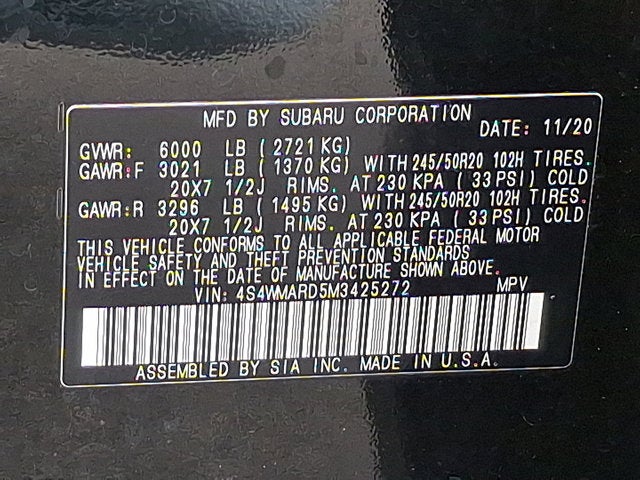 MFD BY SUBARU CORPORATION
DATE: 11/20
GVWR: 6000 LB ( 2721 KG)
GAWR:F 3021 LB ( 1370 KG) WITH 245/50R20 102H TIRES.
20X7 1/2J RIMS. AT 230 KPA ( 33 PSI) COLD
GAWR:R 3296 LB ( 1495 KG) WITH 245/50R20 102H TIRES.
20X7 1/2J RIMS. AT 230 KPA ( 33 PSI) COLD
THIS VEHICLE CONFORMS TO ALL APPLICABLE FEDERAL MOTOR
VEHICLE SAFETY AND THEFT PREVENTION STANDARDS
IN EFFECT ON THE DATE OF MANUFACTURE SHOWN ABOVE.
VIN: 4S4WMARD5M3425272 MPV
ASSEMBLED BY SIA INC. MADE IN U.S.A.